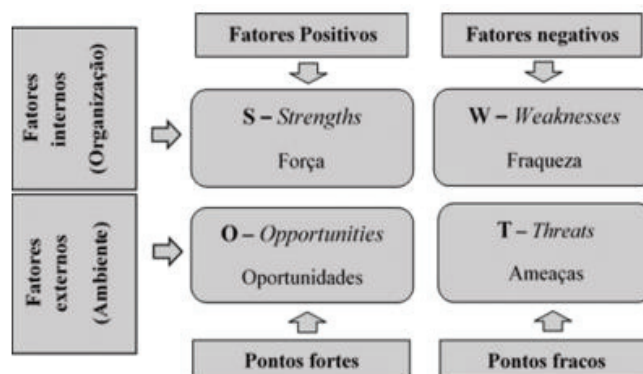 Fatores Positivos
Fatores negativos
Fatores
internos
(Organização)
S – Strengths
Força
W – Weaknesses
Fraqueza
Fatores
externos
(Ambiente)
O – Opportunities
Oportunidades
T – Threats
Ameaças
Pontos fortes
Pontos fracos